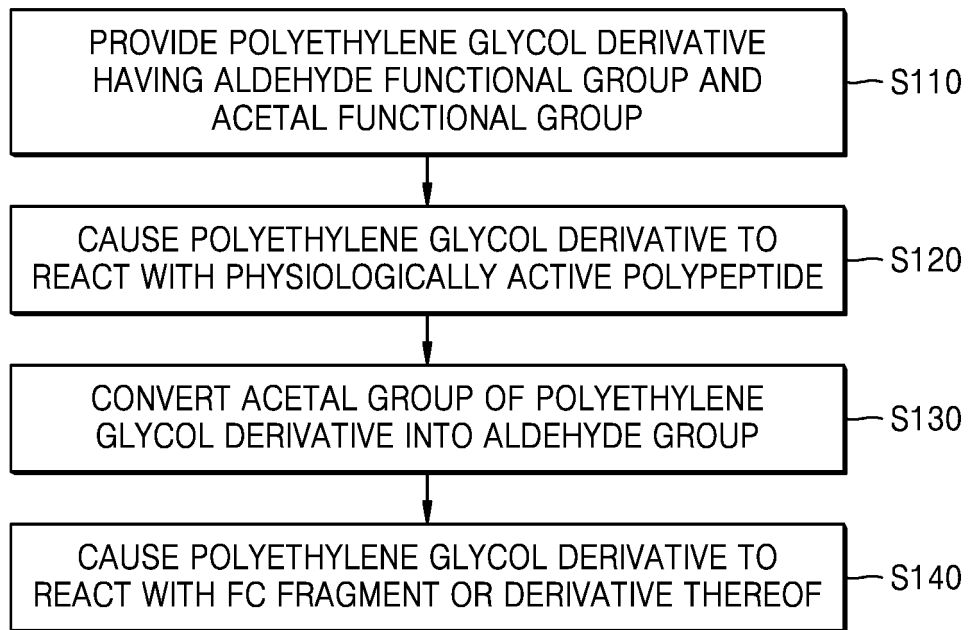 PROVIDE POLYETHYLENE GLYCOL DERIVATIVE
HAVING ALDEHYDE FUNCTIONAL GROUP AND
ACETAL FUNCTIONAL GROUP
S110
CAUSE POLYETHYLENE GLYCOL DERIVATIVE TO
REACT WITH PHYSIOLOGICALLY ACTIVE POLYPEPTIDE
S120
CONVERT ACETAL GROUP OF POLYETHYLENE
GLYCOL DERIVATIVE INTO ALDEHYDE GROUP
S130
CAUSE POLYETHYLENE GLYCOL DERIVATIVE TO
REACT WITH FC FRAGMENT OR DERIVATIVE THEREOF
S140